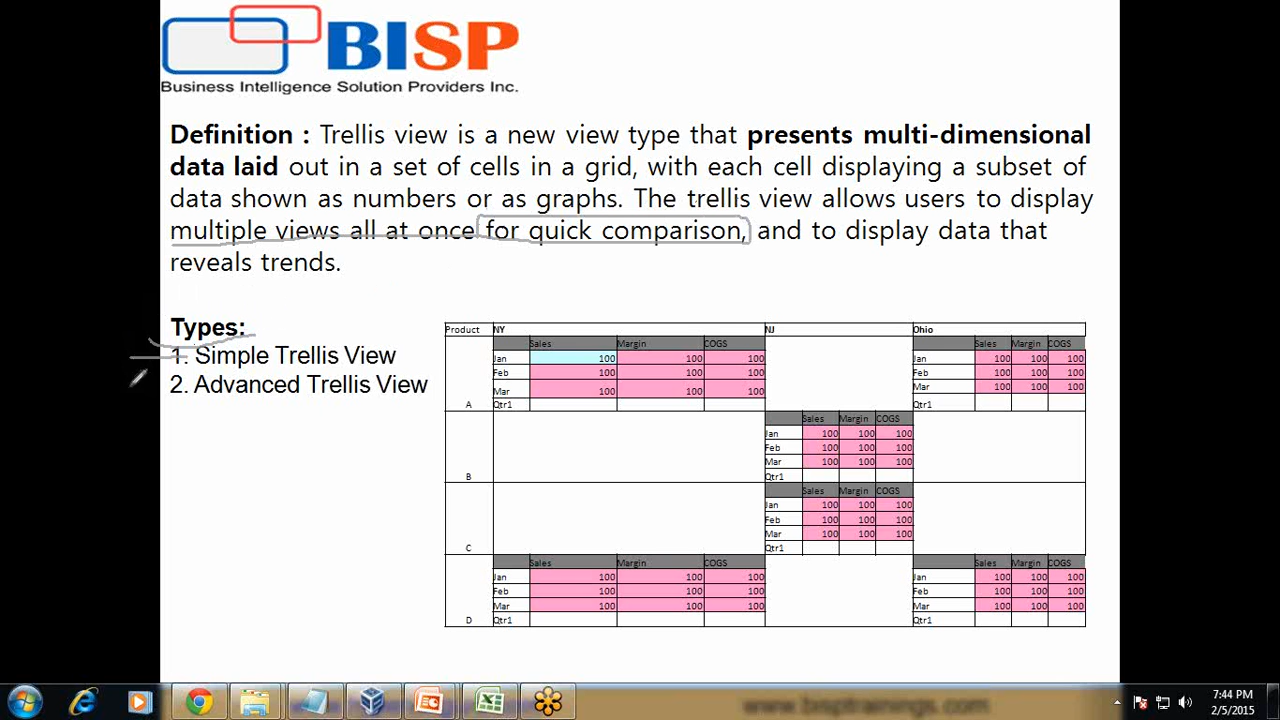 BISP
Business Intelligence Solution Providers Inc.
Definition : Trellis view is a new view type that presents multi-dimensional
data laid out in a set of cells in a grid, with each cell displaying a subset of
data shown as numbers or as graphs. The trellis view allows users to display
multiple views all at once for quick comparison, and to display data that
reveals trends.
Types:
1. Simple Trellis View
2. Advanced Trellis View
Product NY NJ Ohio
Sales Margin COGS Sales Margin COGS
Jan 100 100 100 Jan 100 100 100
Feb 100 100 100 Feb 100 100 100
Mar 100 100 100 Mar 100 100 100
A Qtr1 Qtr1
Sales Margin COGS
Jan 100 100 100
Feb 100 100 100
Mar 100 100 100
B Qtr1
Sales Margin COGS
Jan 100 100 100
Feb 100 100 100
Mar 100 100 100
C Qtr1
Sales Margin COGS Sales Margin COGS
Jan 100 100 100 Jan 100 100 100
Feb 100 100 100 Feb 100 100 100
Mar 100 100 100 Mar 100 100 100
D Qtr1 Qtr1
7:44 PM
2/5/2015